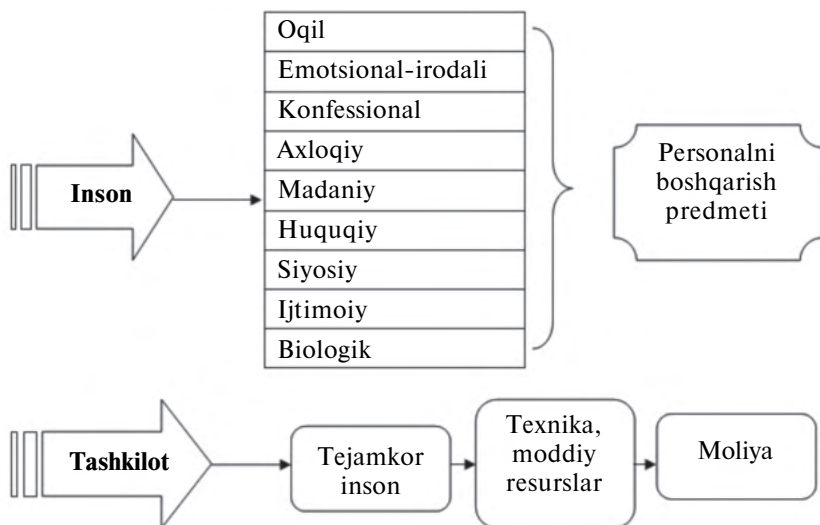 Inson
Oqil
Emotsional-irodali
Konfessional
Axloqiy
Madaniy
Huquqiy
Siyosiy
Ijtimoiy
Biologik
Personalni
boshqarish
predmeti
Tashkilot
Tejamkor
inson
Texnika,
moddiy
resurslar
Moliya